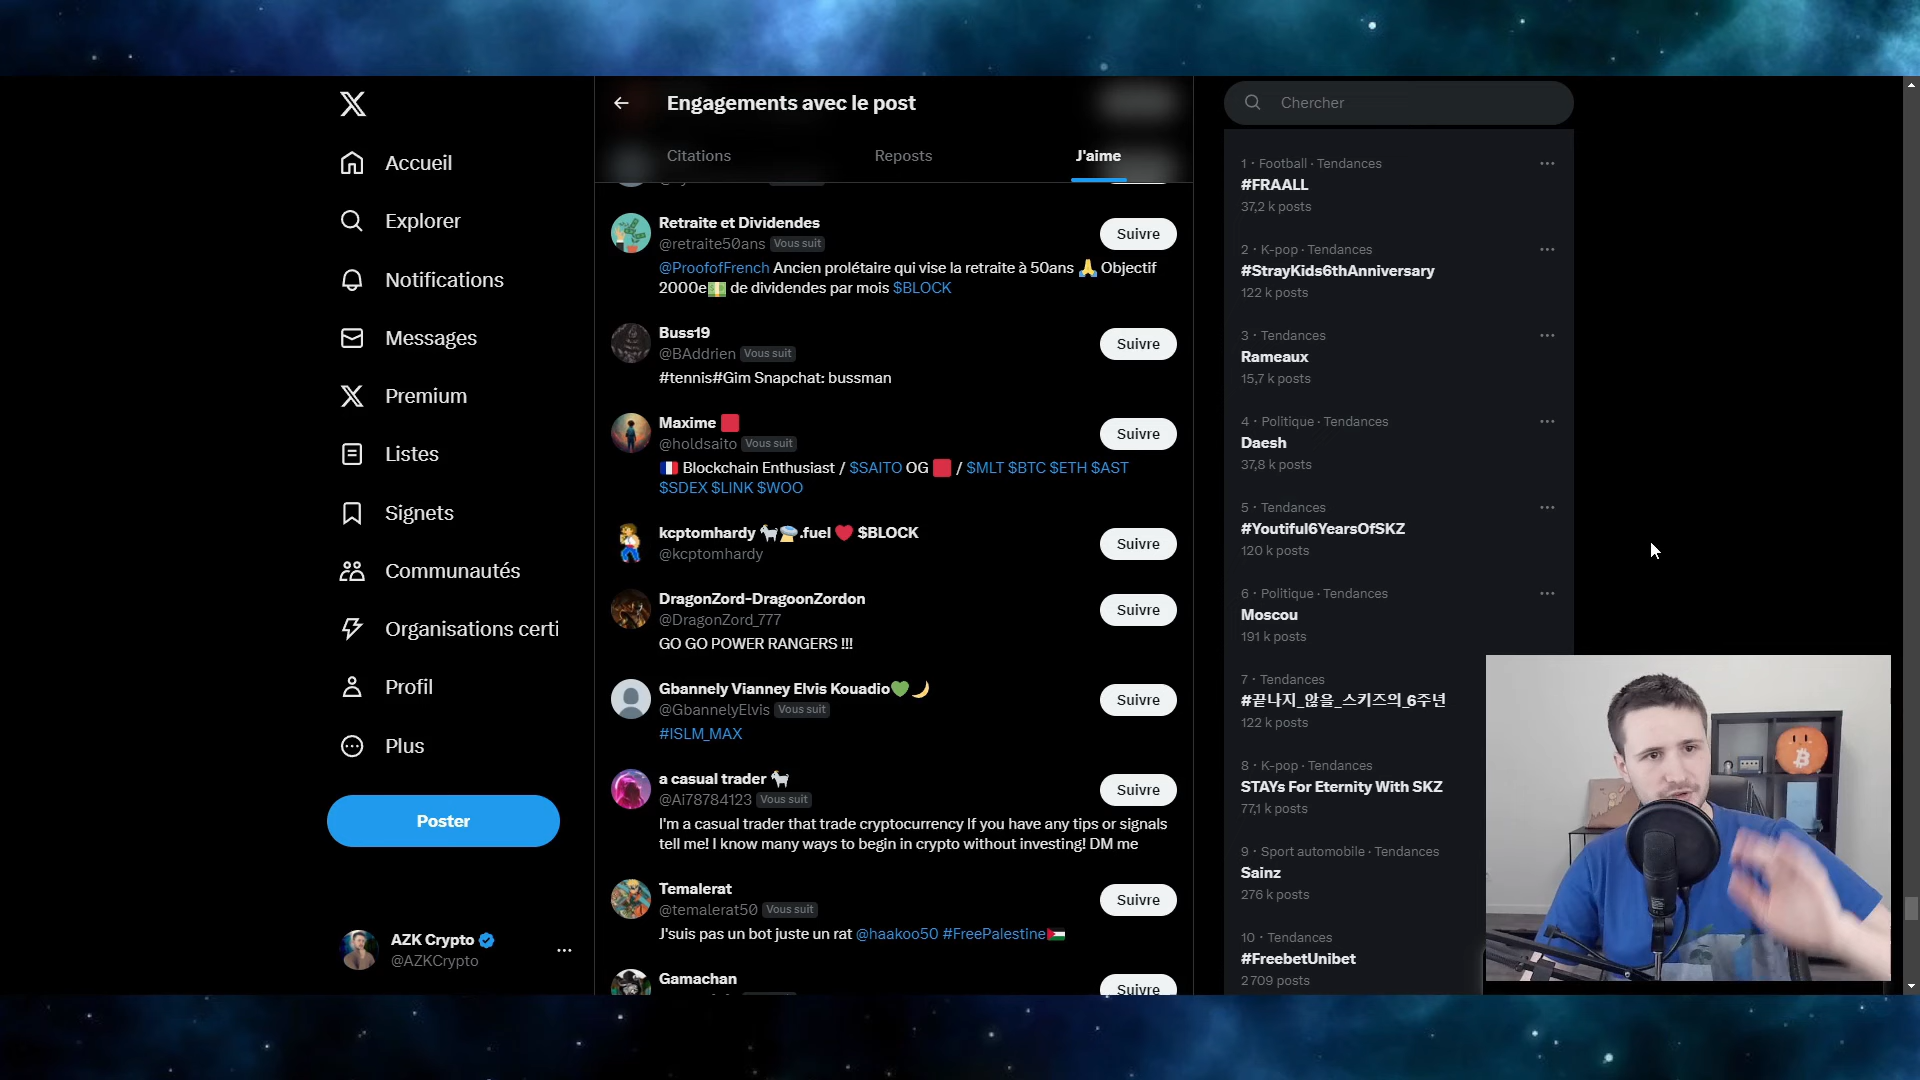 Accueil
Explorer
Notifications
Messages
Premium
Listes
Signets
Communautés
Organisations certi
Profil
Plus
Poster
AZK Crypto
@AZKCrypto
Engagements avec le post
Citations
Reposts
J'aime
Retraite et Dividendes
@retraite50ans Vous suit
Suivre
@ProofofFrench Ancien prolétaire qui vise la retraite à 50ans 🙏 Objectif
2000e💵 de dividendes par mois $BLOCK
Buss19
@BAddrien Vous suit
Suivre
#tennis#Gim Snapchat: bussman
Maxime 🟥
@holdsaito Vous suit
Suivre
🇫🇷 Blockchain Enthusiast / $SAITO OG 🟥 / $MLT $BTC $ETH $AST
$SDEX $LINK $WOO
kcptomhardy 🐐.fuel ❤️ $BLOCK
@kcptomhardy
Suivre
DragonZord-DragoonZordon
@DragonZord_777
Suivre
GO GO POWER RANGERS !!!
Gbannely Vianney Elvis Kouadio💚🌙
@GbannelyElvis Vous suit
Suivre
#ISLM_MAX
a casual trader 🐐
@Ai78784123 Vous suit
Suivre
I'm a casual trader that trade cryptocurrency If you have any tips or signals
tell me! I know many ways to begin in crypto without investing! DM me
Temalerat
@temalerat50 Vous suit
Suivre
J'suis pas un bot juste un rat @haakoo50 #FreePalestine🇵🇸
Gamachan
Suivre
Chercher
1 · Football · Tendances
#FRAALL
37,2 k posts
2 · K-pop · Tendances
#StrayKids6thAnniversary
122 k posts
3 · Tendances
Rameaux
15,7 k posts
4 · Politique · Tendances
Daesh
37,8 k posts
5 · Tendances
#Youtiful6YearsOfSKZ
120 k posts
6 · Politique · Tendances
Moscou
191 k posts
7 · Tendances
#끝나지_않을_스키즈의_6주년
122 k posts
8 · K-pop · Tendances
STAYs For Eternity With SKZ
77,1 k posts
9 · Sport automobile · Tendances
Sainz
276 k posts
10 · Tendances
#FreebetUnibet
2 709 posts